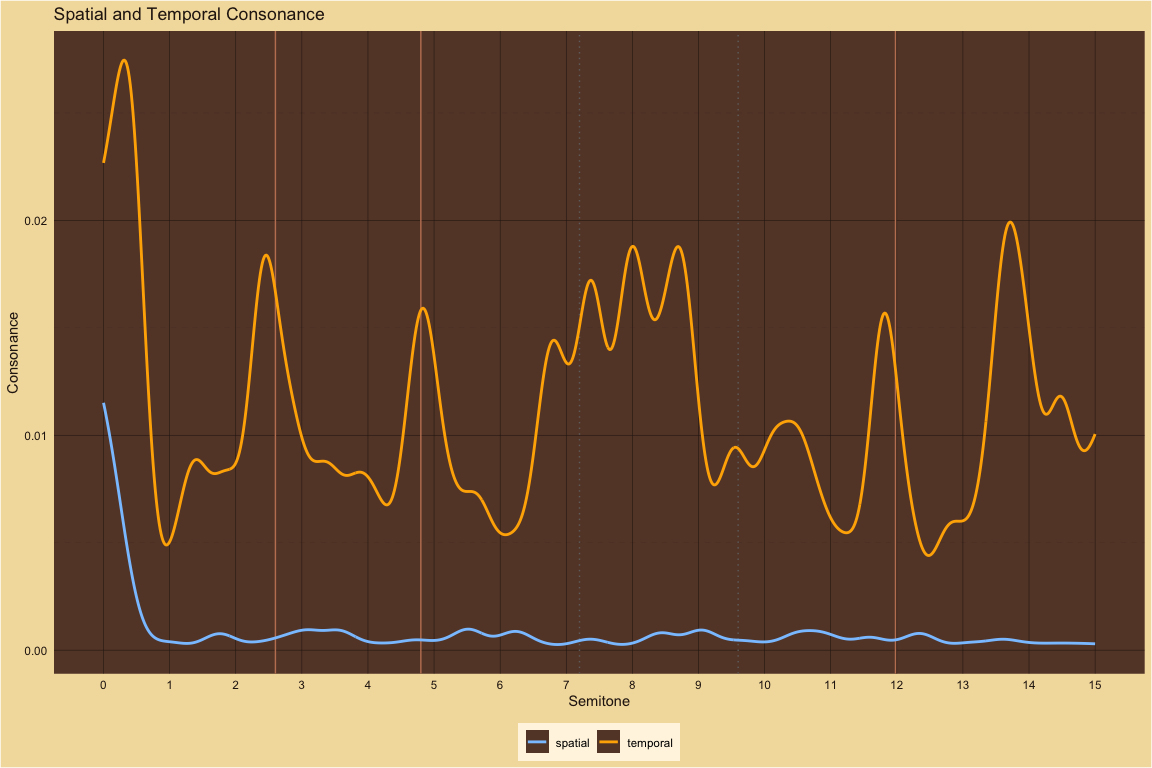 Spatial and Temporal Consonance
Consonance
0.02
0.01
0.00
0 1 2 3 4 5 6 7 8 9 10 11 12 13 14 15
Semitone
spatial temporal